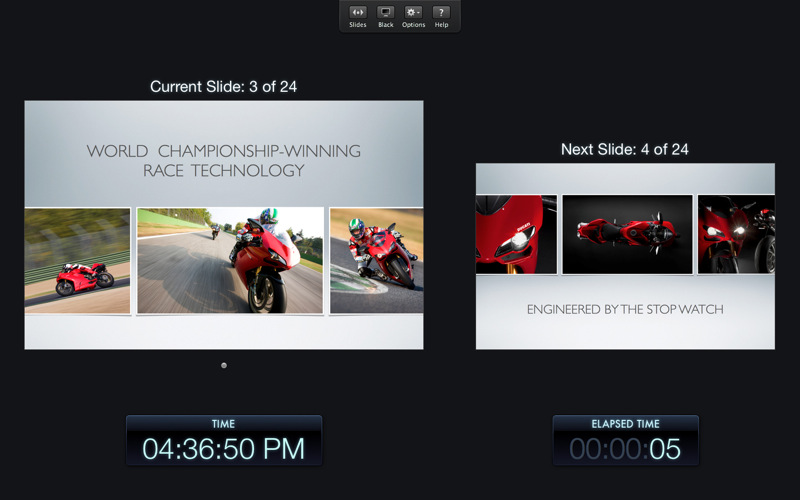 Slides
Black
Options
Help
Current Slide: 3 of 24
WORLD CHAMPIONSHIP-WINNING
RACE TECHNOLOGY
Next Slide: 4 of 24
DUCATI
ENGINEERED BY THE STOP WATCH
TIME
04:36:50 PM
ELAPSED TIME
00:00:05